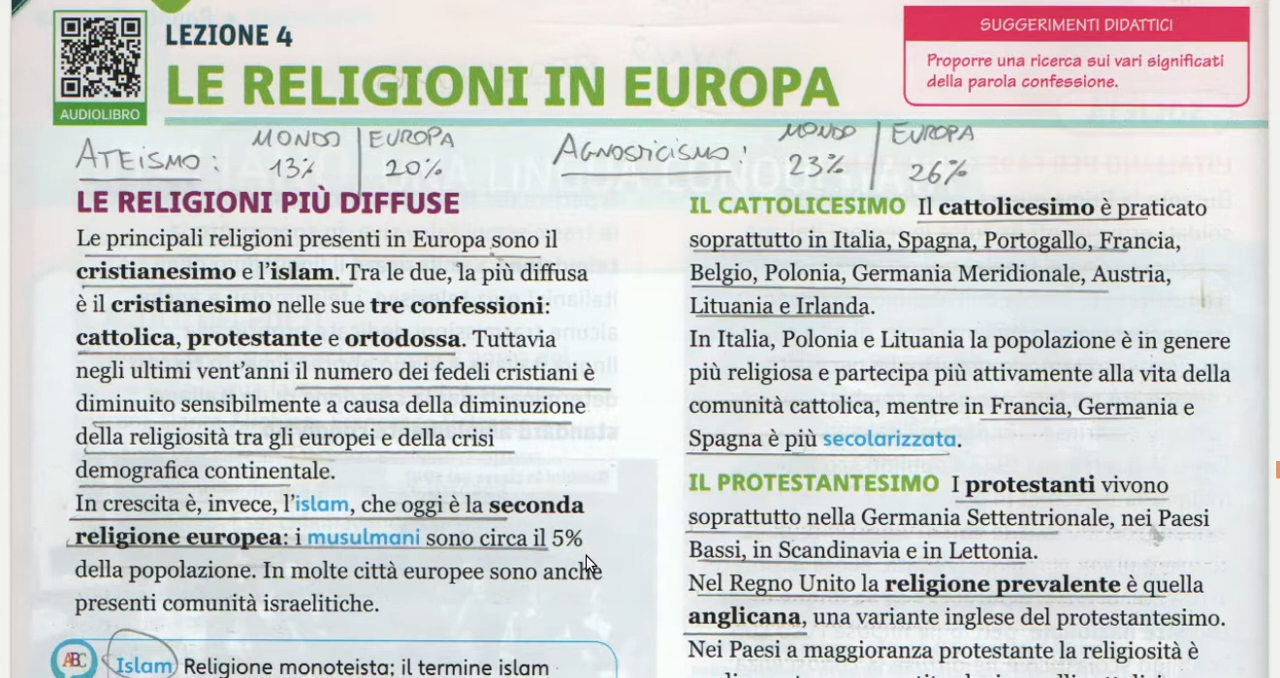 LEZIONE 4
LE RELIGIONI IN EUROPA
AUDIOLIBRO
SUGGERIMENTI DIDATTICI
Proporre una ricerca sui vari significati
della parola confessione.
ATEISMO: MONDO 13% | EUROPA 20%
AGNOSTICISMO: MONDO 23% | EUROPA 26%
LE RELIGIONI PIÙ DIFFUSE
Le principali religioni presenti in Europa sono il
cristianesimo e l'islam. Tra le due, la più diffusa
è il cristianesimo nelle sue tre confessioni:
cattolica, protestante e ortodossa. Tuttavia
negli ultimi vent'anni il numero dei fedeli cristiani è
diminuito sensibilmente a causa della diminuzione
della religiosità tra gli europei e della crisi
demografica continentale.
In crescita è, invece, l'islam, che oggi è la seconda
religione europea: i musulmani sono circa il 5%
della popolazione. In molte città europee sono anche
presenti comunità israelitiche.
ABC Islam Religione monoteista; il termine islam
IL CATTOLICESIMO Il cattolicesimo è praticato
soprattutto in Italia, Spagna, Portogallo, Francia,
Belgio, Polonia, Germania Meridionale, Austria,
Lituania e Irlanda.
In Italia, Polonia e Lituania la popolazione è in genere
più religiosa e partecipa più attivamente alla vita della
comunità cattolica, mentre in Francia, Germania e
Spagna è più secolarizzata.
IL PROTESTANTESIMO I protestanti vivono
soprattutto nella Germania Settentrionale, nei Paesi
Bassi, in Scandinavia e in Lettonia.
Nel Regno Unito la religione prevalente è quella
anglicana, una variante inglese del protestantesimo.
Nei Paesi a maggioranza protestante la religiosità è